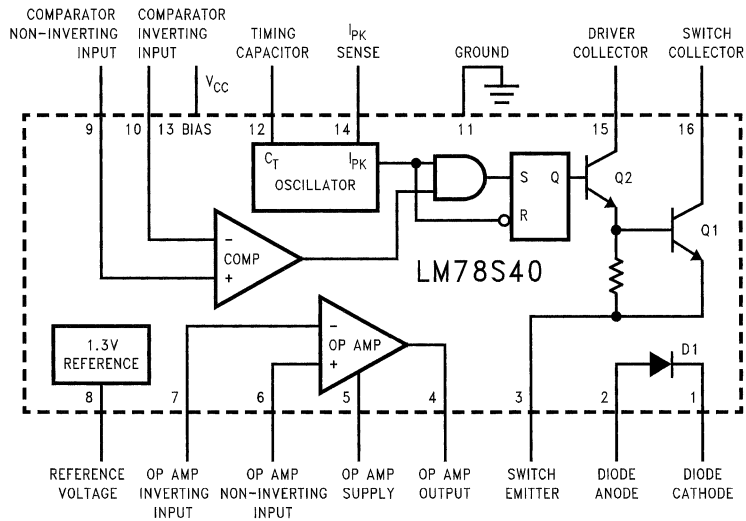 COMPARATOR
NON-INVERTING
INPUT
COMPARATOR
INVERTING
INPUT
VCC
TIMING
CAPACITOR
IPK
SENSE
GROUND
DRIVER
COLLECTOR
SWITCH
COLLECTOR
9
10
13 BIAS
12
14
11
15
16
CT
IPK
OSCILLATOR
S
Q
R
Q2
Q1
-
COMP
+
LM78S40
1.3V
REFERENCE
-
OP AMP
+
D1
8
7
6
5
4
3
2
1
REFERENCE
VOLTAGE
OP AMP
INVERTING
INPUT
OP AMP
NON-INVERTING
INPUT
OP AMP
SUPPLY
OP AMP
OUTPUT
SWITCH
EMITTER
DIODE
ANODE
DIODE
CATHODE